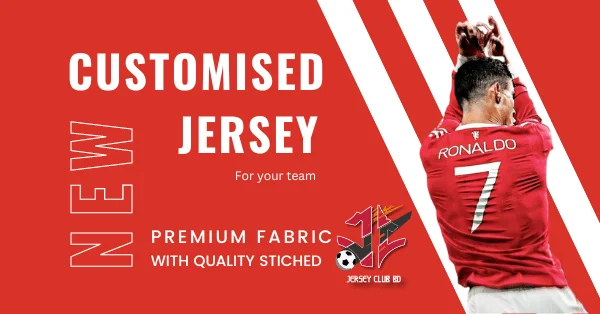 CUSTOMISED
JERSEY
For your team
NEW
PREMIUM FABRIC
WITH QUALITY STICHED
JERSEY CLUB BD
RONALDO
7